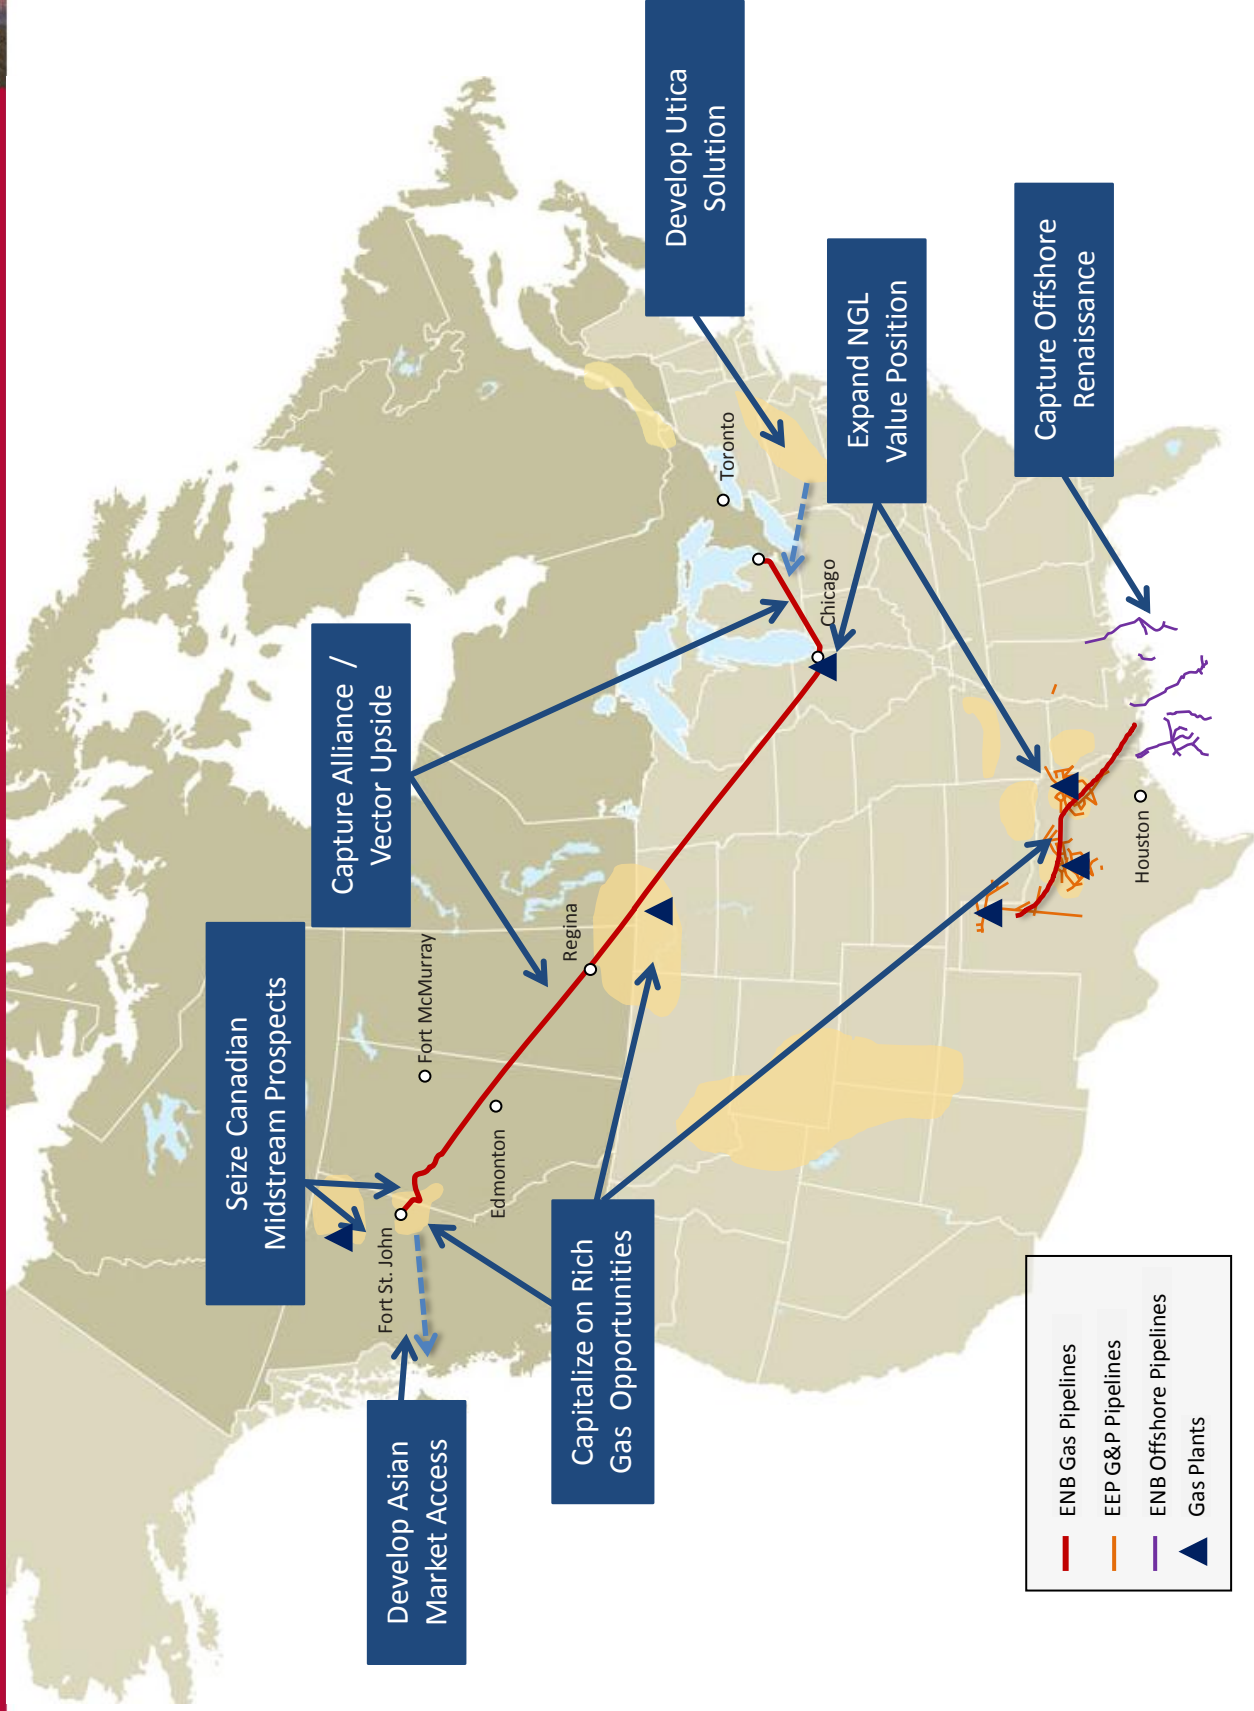 Seize Canadian
Midstream Prospects
Capture Alliance /
Vector Upside
Develop Utica
Solution
Develop Asian
Market Access
Capitalize on Rich
Gas Opportunities
Expand NGL
Value Position
Capture Offshore
Renaissance
Fort St. John
Fort McMurray
Edmonton
Regina
Toronto
Chicago
Houston
ENB Gas Pipelines
EEP G&P Pipelines
ENB Offshore Pipelines
Gas Plants